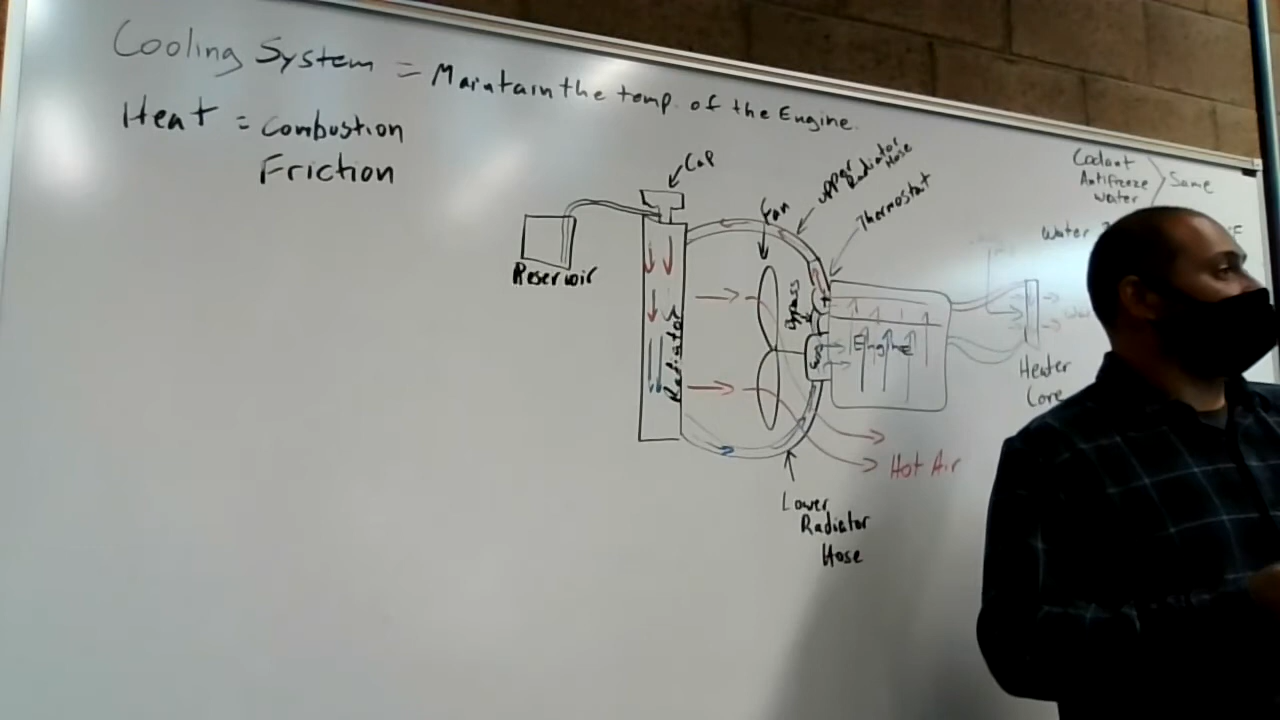 Cooling System = Maintain the temp. of the Engine.
Heat = Combustion
Friction
Cap
Reservoir
Radiator
Fan
upper
Radiator
Hose
Thermostat
Bypass
Engine
Coolant
Antifreeze
Water
Same
Water
Heater
Core
Hot Air
Lower
Radiator
Hose